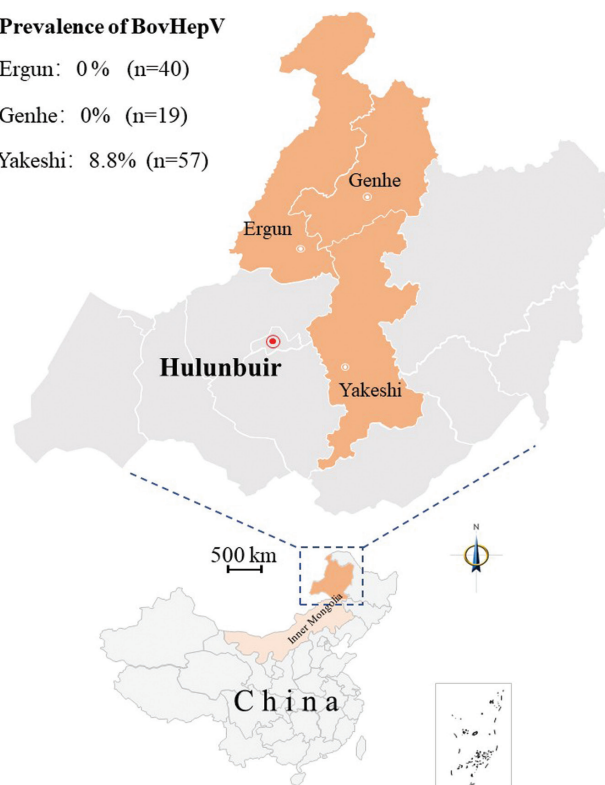 Prevalence of BovHepV
Ergun： 0 % (n=40)
Genhe： 0% (n=19)
Yakeshi： 8.8% (n=57)
Genhe
Ergun
Hulunbuir
Yakeshi
N
500 km
Inner Mongolia
China